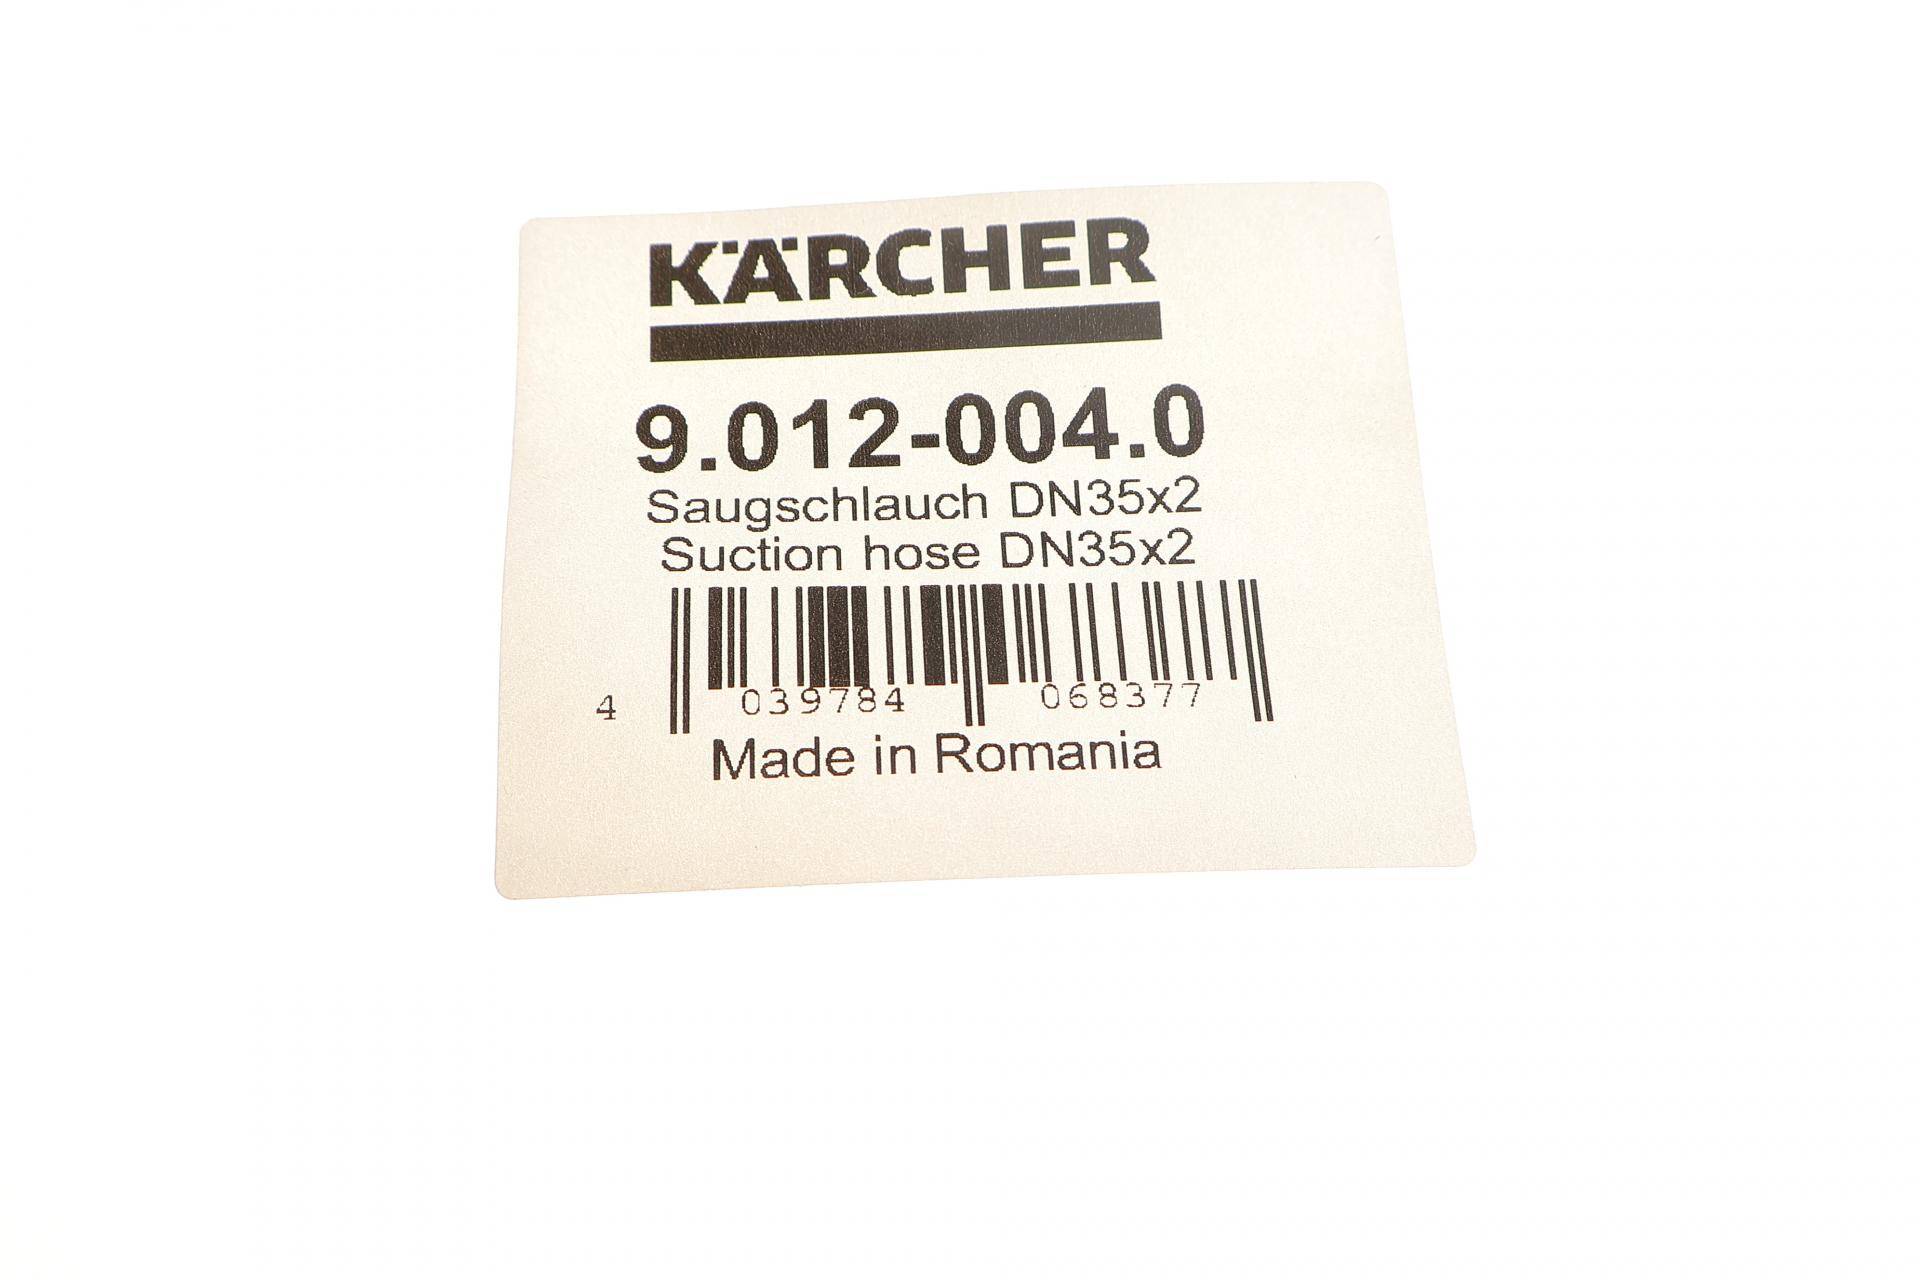 KÄRCHER
9.012-004.0
Saugschlauch DN35x2
Suction hose DN35x2
4 039784 068377
Made in Romania